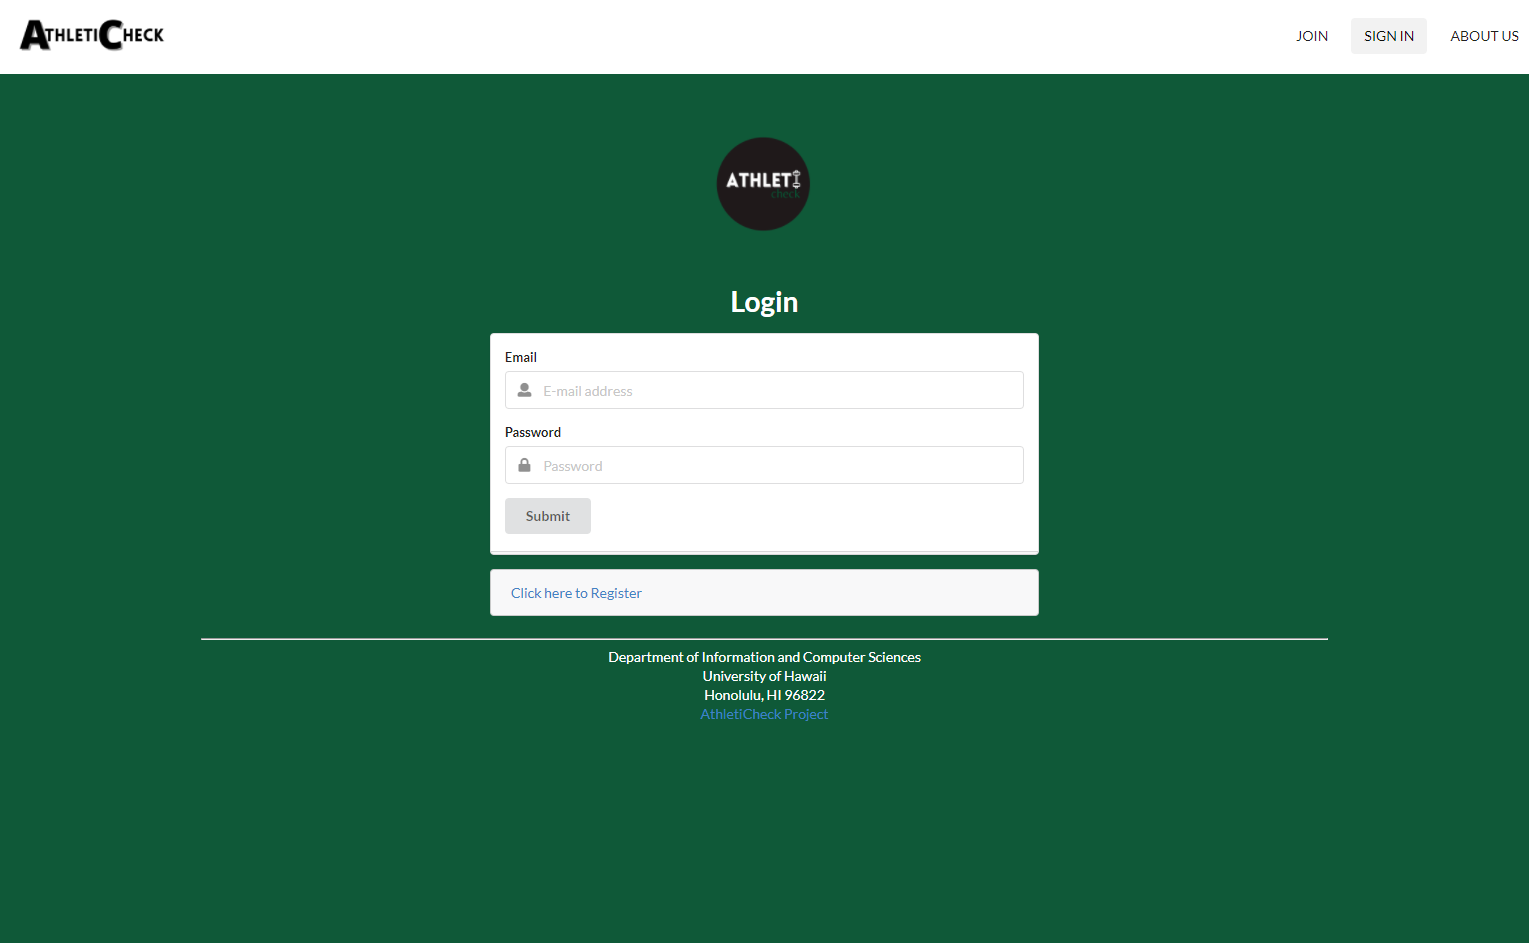 ATHLETICHECK
JOIN
SIGN IN
ABOUT US
ATHLETI
check
Login
Email
E-mail address
Password
Password
Submit
Click here to Register
Department of Information and Computer Sciences
University of Hawaii
Honolulu, HI 96822
AthletiCheck Project